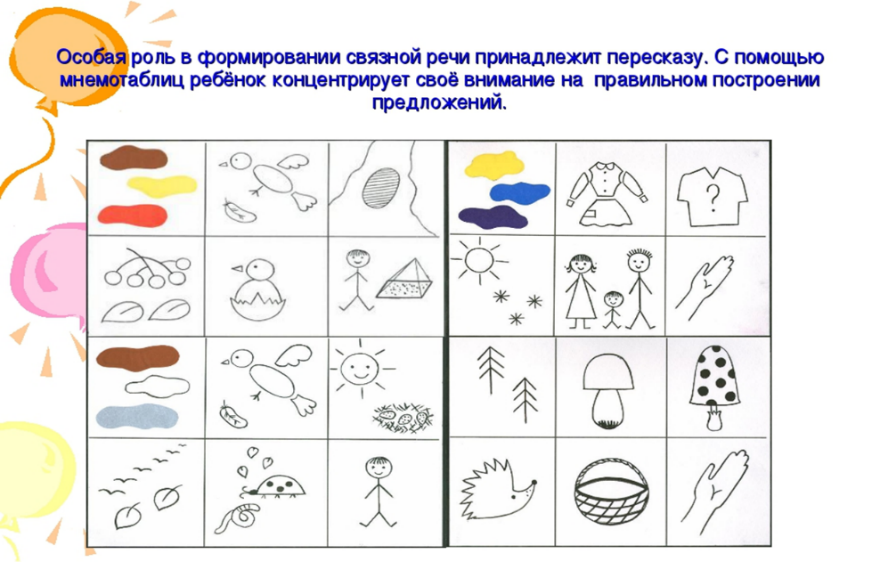 Особая роль в формировании связной речи принадлежит пересказу. С помощью
мнемотаблиц ребёнок концентрирует своё внимание на правильном построении
предложений.
?